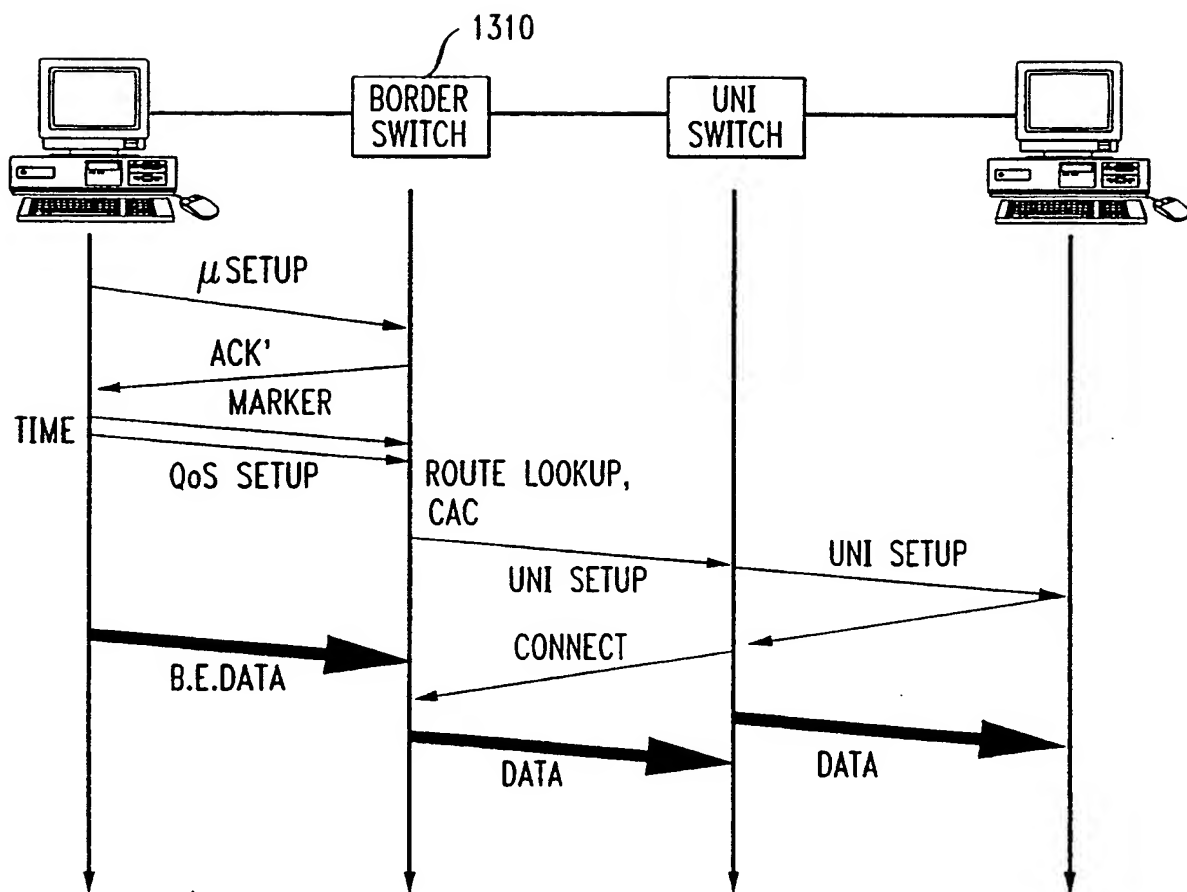 1310
BORDER
SWITCH
UNI
SWITCH
μSETUP
ACK'
MARKER
TIME
QoS SETUP
ROUTE LOOKUP,
CAC
UNI SETUP
UNI SETUP
CONNECT
B.E.DATA
DATA
DATA